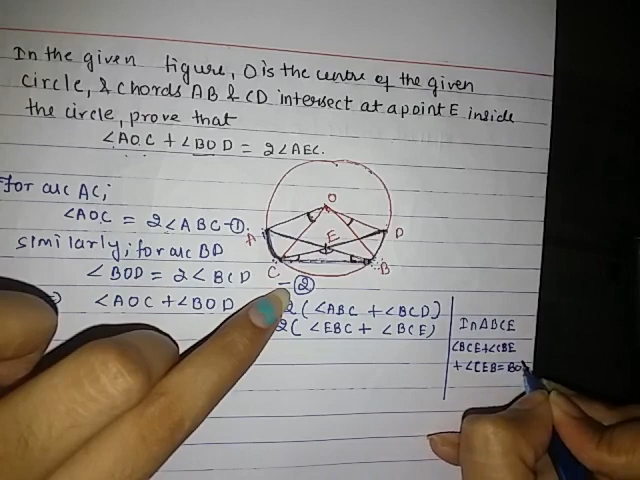 In the given figure, O is the centre of the given
circle, & chords AB & CD intersect at a point E inside
the circle, prove that
∠AOC + ∠BOD = 2∠AEC.
For arc AC;
∠AOC = 2∠ABC-①
similarly; for arc BD
∠BOD = 2∠BCD
-②
⇒ ∠AOC + ∠BOD 2(∠ABC + ∠BCD)
2(∠EBC + ∠BCE)
O
A
E
D
C
B
In ΔBCE
∠BCE+∠CBE
+∠CEB=